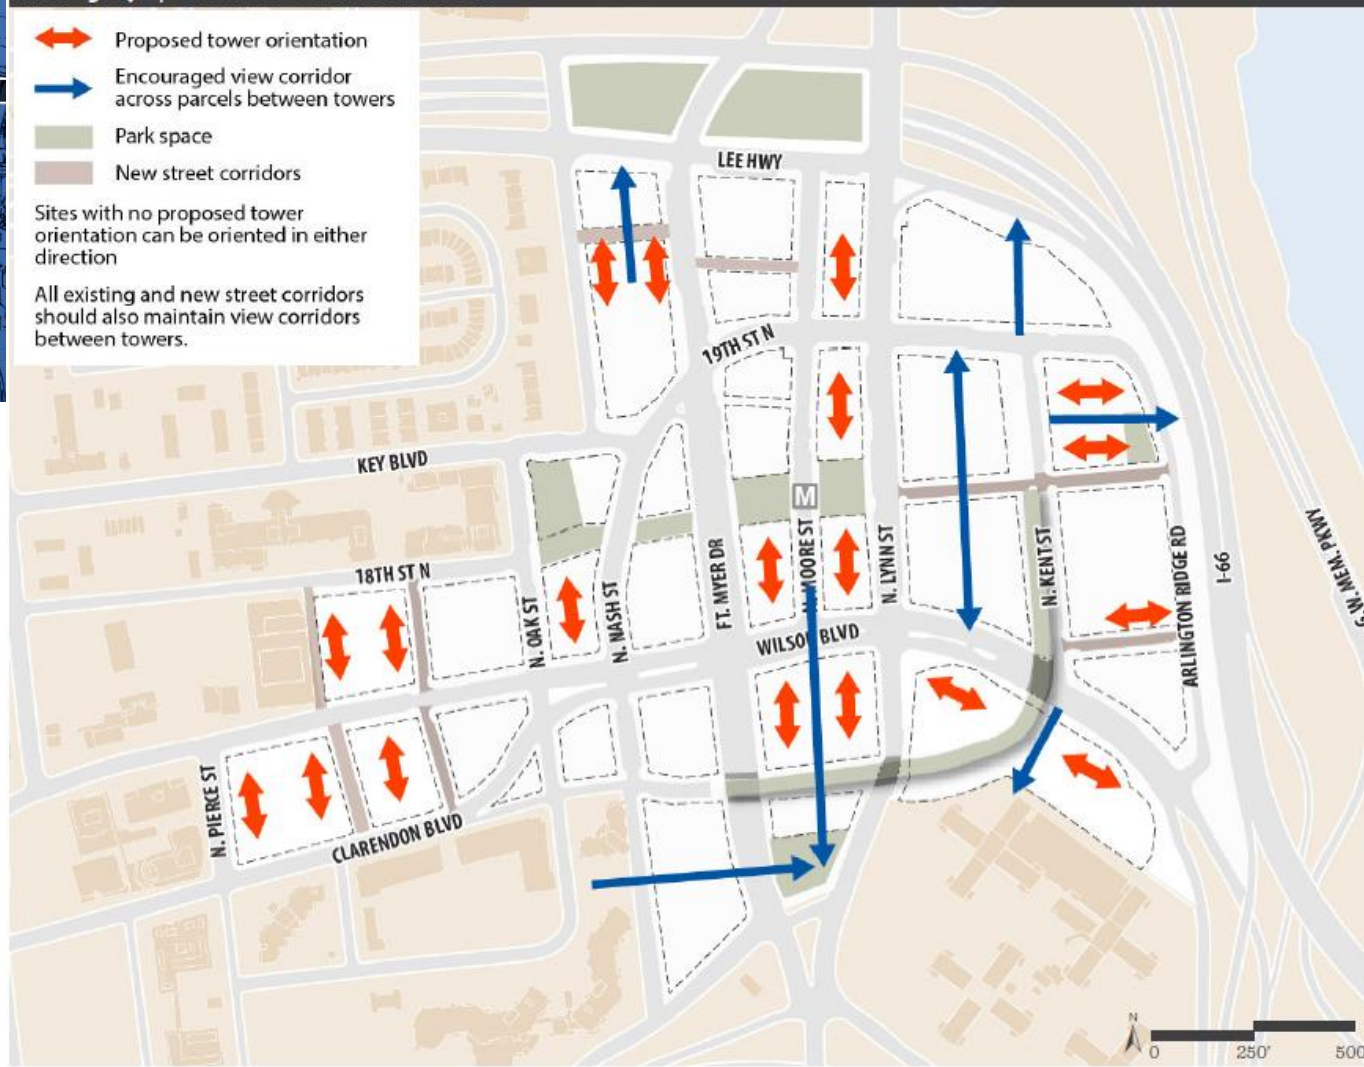 Proposed tower orientation
Encouraged view corridor
across parcels between towers
Park space
New street corridors
Sites with no proposed tower
orientation can be oriented in either
direction
All existing and new street corridors
should also maintain view corridors
between towers.
LEE HWY
19TH ST N
KEY BLVD
M
18TH ST N
N. OAK ST
N. NASH ST
FT. MYER DR
N. MOORE ST
N. LYNN ST
N. KENT ST
ARLINGTON RIDGE RD
I-66
G.W. MEM. PKWY
WILSON BLVD
N. PIERCE ST
CLARENDON BLVD
N
0
250'
500